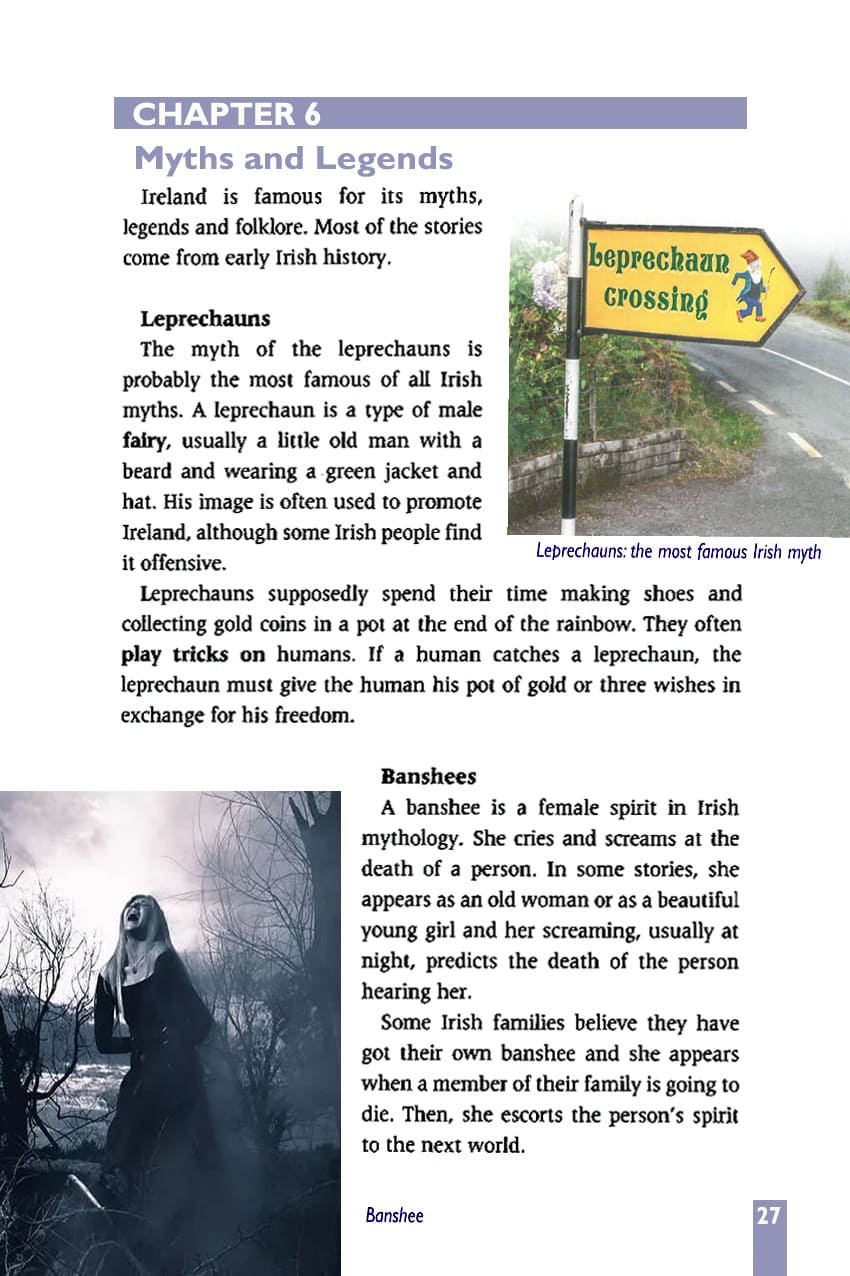 CHAPTER 6
Myths and Legends
Ireland is famous for its myths,
legends and folklore. Most of the stories
come from early Irish history.
Leprechauns
The myth of the leprechauns is
probably the most famous of all Irish
myths. A leprechaun is a type of male
fairy, usually a little old man with a
beard and wearing a green jacket and
hat. His image is often used to promote
Ireland, although some Irish people find
it offensive.
Leprechaun
crossing
Leprechauns: the most famous Irish myth
Leprechauns supposedly spend their time making shoes and
collecting gold coins in a pot at the end of the rainbow. They often
play tricks on humans. If a human catches a leprechaun, the
leprechaun must give the human his pot of gold or three wishes in
exchange for his freedom.
Banshees
A banshee is a female spirit in Irish
mythology. She cries and screams at the
death of a person. In some stories, she
appears as an old woman or as a beautiful
young girl and her screaming, usually at
night, predicts the death of the person
hearing her.
Some Irish families believe they have
got their own banshee and she appears
when a member of their family is going to
die. Then, she escorts the person's spirit
to the next world.
Banshee
27